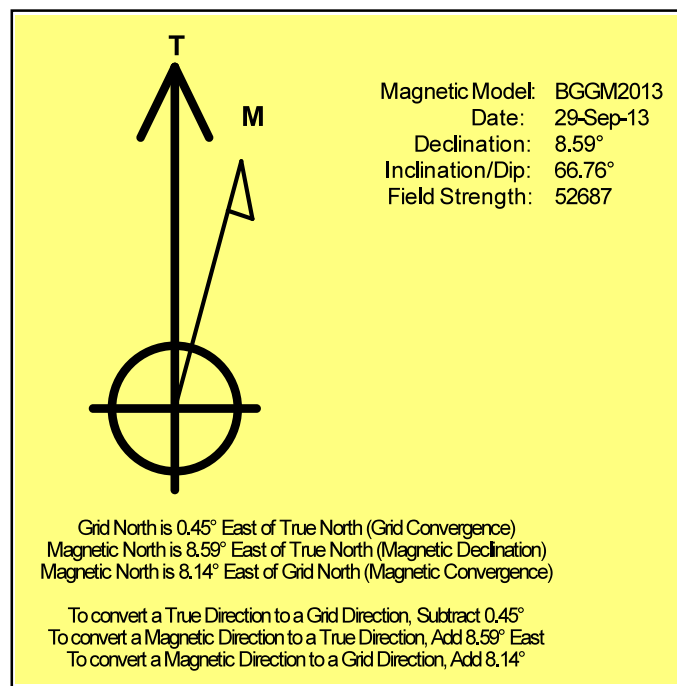 T
M
Magnetic Model: BGGM2013
Date: 29-Sep-13
Declination: 8.59°
Inclination/Dip: 66.76°
Field Strength: 52687
Grid North is 0.45° East of True North (Grid Convergence)
Magnetic North is 8.59° East of True North (Magnetic Declination)
Magnetic North is 8.14° East of Grid North (Magnetic Convergence)
To convert a True Direction to a Grid Direction, Subtract 0.45°
To convert a Magnetic Direction to a True Direction, Add 8.59° East
To convert a Magnetic Direction to a Grid Direction, Add 8.14°